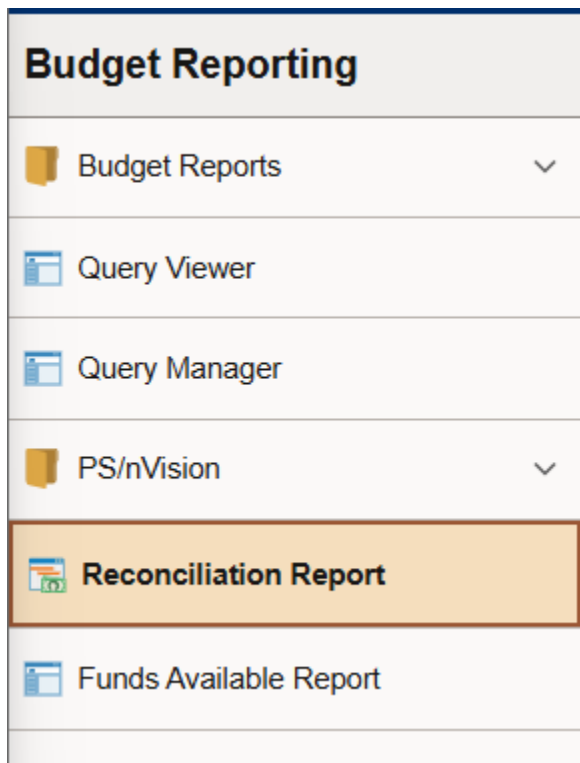 Budget Reporting
Budget Reports
Query Viewer
Query Manager
PS/nVision
Reconciliation Report
Funds Available Report